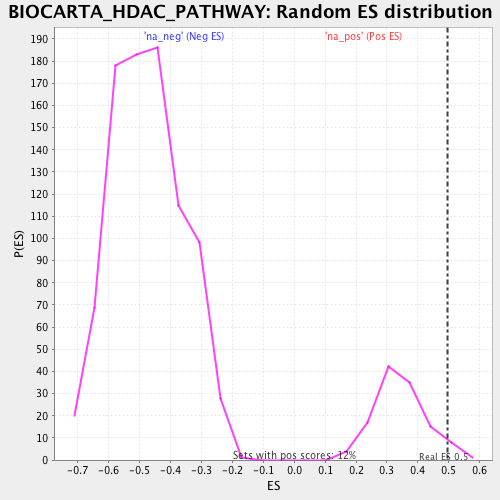 BIOCARTA_HDAC_PATHWAY: Random ES distribution
'na_neg' (Neg ES) 'na_pos' (Pos ES)
190
180
170
160
150
140
130
120
110
100
90
80
70
60
50
40
30
20
10
0
P(ES)
Sets with pos scores: 12%
Real ES 0.5
-0.7 -0.6 -0.5 -0.4 -0.3 -0.2 -0.1 0.0 0.1 0.2 0.3 0.4 0.5 0.6
ES